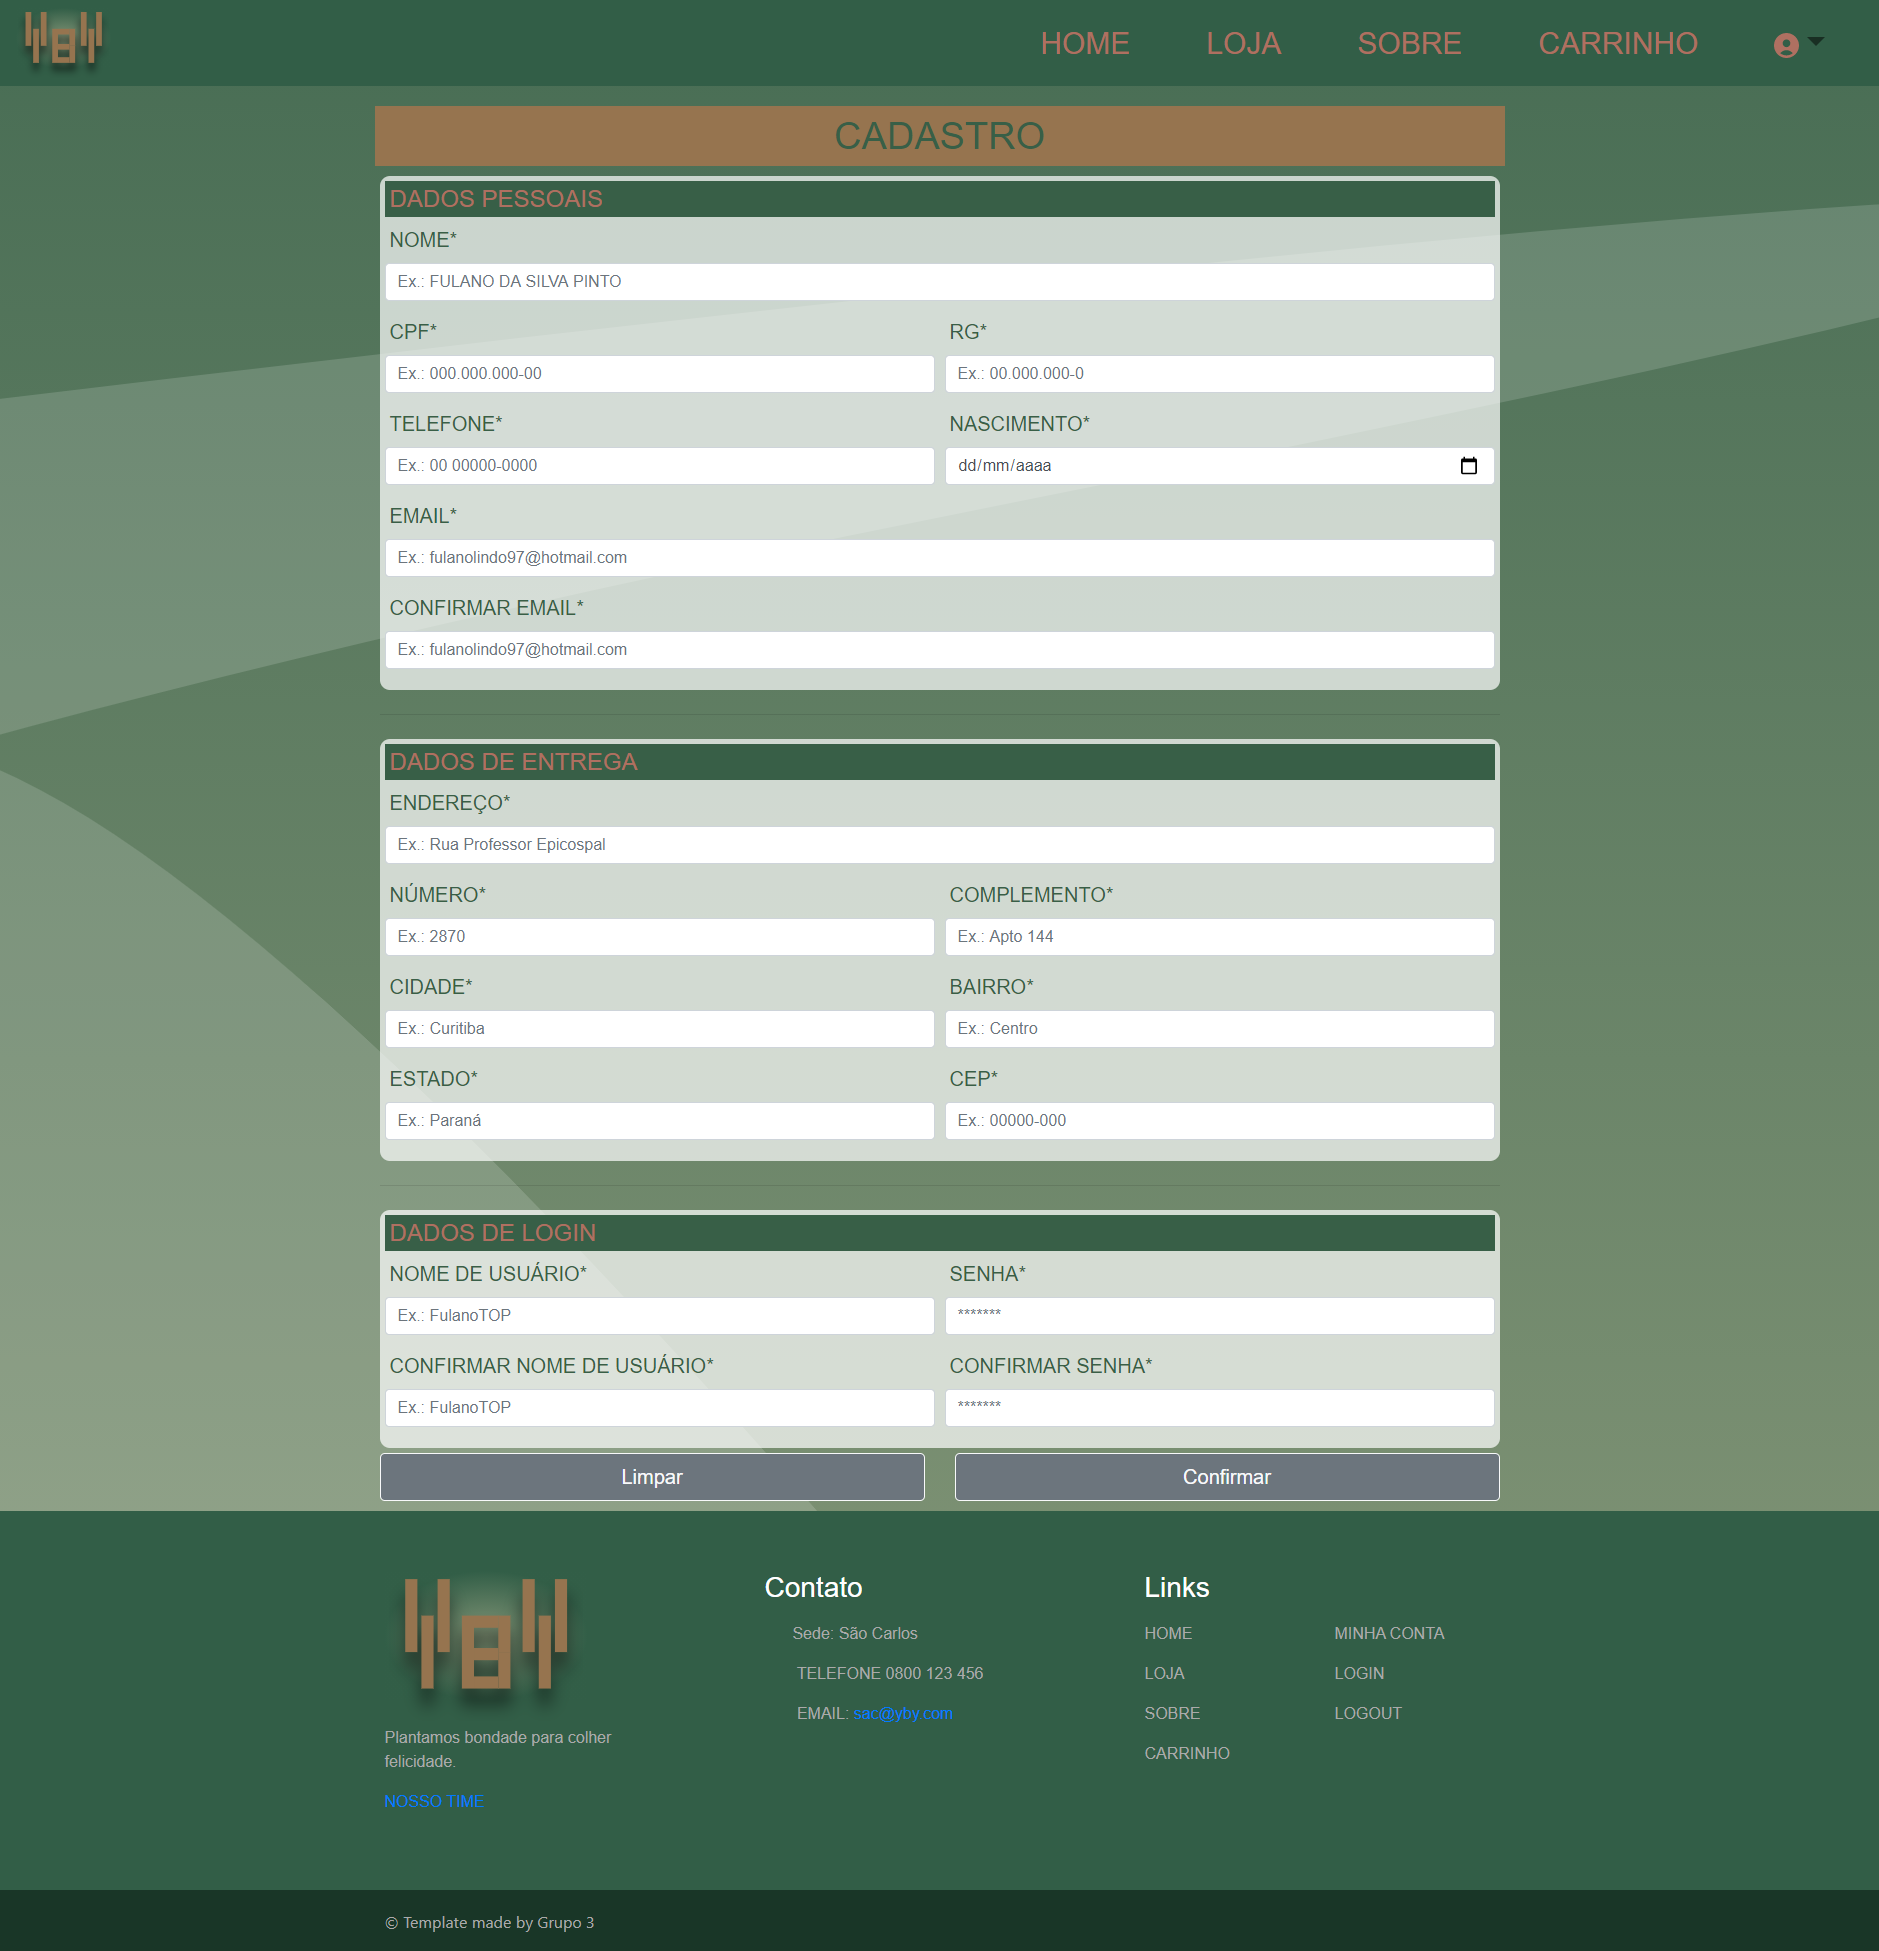 HOME LOJA SOBRE CARRINHO
CADASTRO
DADOS PESSOAIS
NOME*
Ex.: FULANO DA SILVA PINTO
CPF* RG*
Ex.: 000.000.000-00 Ex.: 00.000.000-0
TELEFONE* NASCIMENTO*
Ex.: 00 00000-0000 dd/mm/aaaa
EMAIL*
Ex.: fulanolindo97@hotmail.com
CONFIRMAR EMAIL*
Ex.: fulanolindo97@hotmail.com
DADOS DE ENTREGA
ENDEREÇO*
Ex.: Rua Professor Epicospal
NÚMERO* COMPLEMENTO*
Ex.: 2870 Ex.: Apto 144
CIDADE* BAIRRO*
Ex.: Curitiba Ex.: Centro
ESTADO* CEP*
Ex.: Paraná Ex.: 00000-000
DADOS DE LOGIN
NOME DE USUÁRIO* SENHA*
Ex.: FulanoTOP *******
CONFIRMAR NOME DE USUÁRIO* CONFIRMAR SENHA*
Ex.: FulanoTOP *******
Limpar Confirmar
Plantamos bondade para colher
felicidade.
NOSSO TIME
Contato
Sede: São Carlos
TELEFONE 0800 123 456
EMAIL: sac@yby.com
Links
HOME MINHA CONTA
LOJA LOGIN
SOBRE LOGOUT
CARRINHO
© Template made by Grupo 3